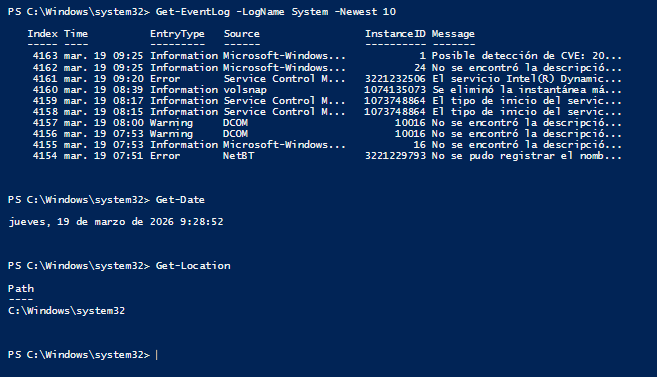 PS C:\Windows\system32> Get-EventLog -LogName System -Newest 10
Index Time EntryType Source InstanceID Message
----- ---- --------- ------ ---------- -------
4163 mar. 19 09:25 Information Microsoft-Windows... 1 Posible detección de CVE: 20...
4162 mar. 19 09:25 Information Microsoft-Windows... 24 No se encontró la descripció...
4161 mar. 19 09:20 Error Service Control M... 3221232506 El servicio Intel(R) Dynamic...
4160 mar. 19 08:39 Information volsnap 1074135073 Se eliminó la instantánea má...
4159 mar. 19 08:17 Information Service Control M... 1073748864 El tipo de inicio del servic...
4158 mar. 19 08:15 Information Service Control M... 1073748864 El tipo de inicio del servic...
4157 mar. 19 08:00 Warning DCOM 10016 No se encontró la descripció...
4156 mar. 19 07:53 Warning DCOM 10016 No se encontró la descripció...
4155 mar. 19 07:53 Information Microsoft-Windows... 16 No se encontró la descripció...
4154 mar. 19 07:51 Error NetBT 3221229793 No se pudo registrar el nomb...
PS C:\Windows\system32> Get-Date
jueves, 19 de marzo de 2026 9:28:52
PS C:\Windows\system32> Get-Location
Path
----
C:\Windows\system32
PS C:\Windows\system32>